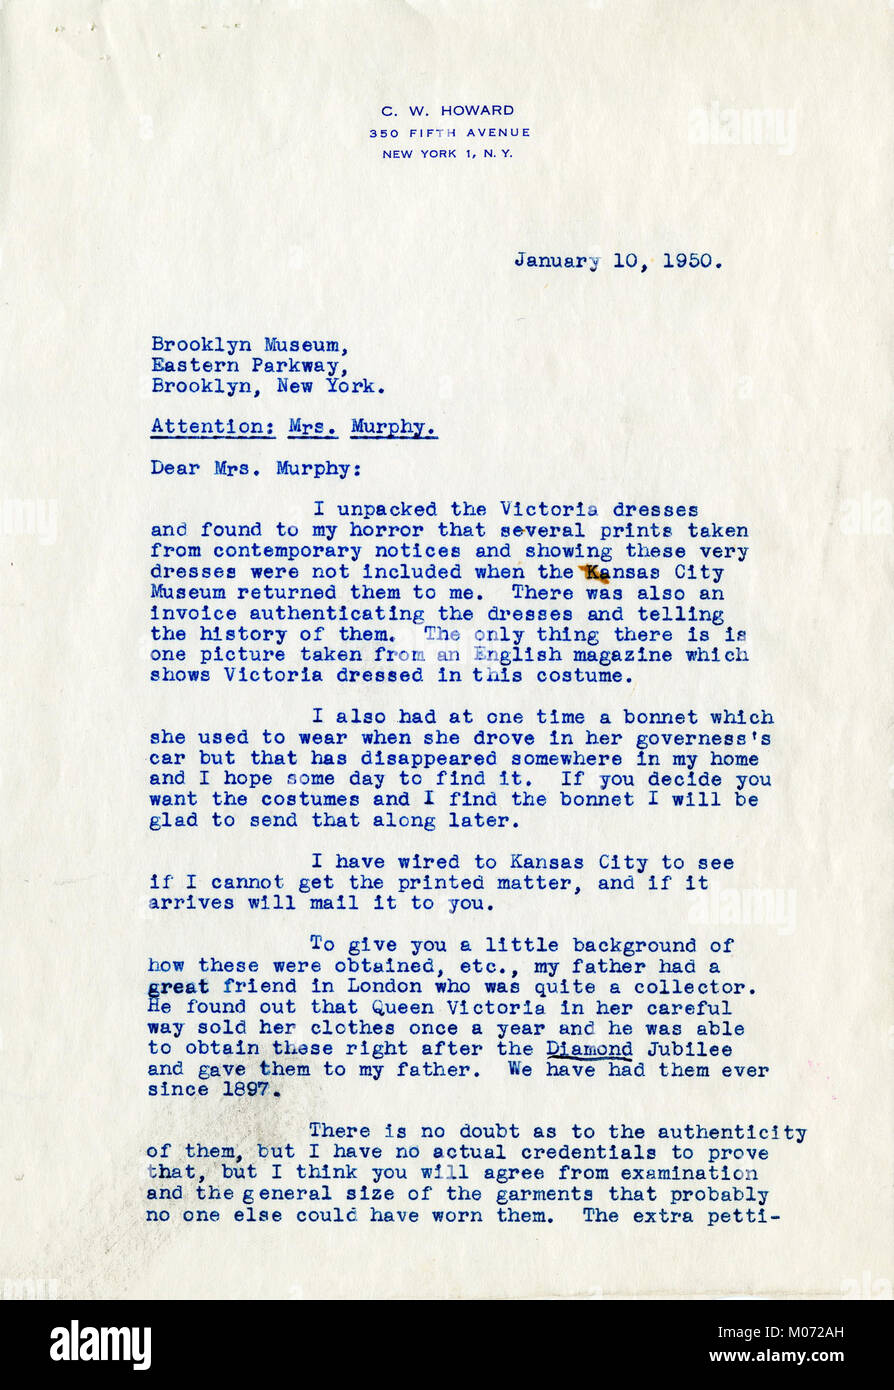 C. W. HOWARD
350 FIFTH AVENUE
NEW YORK 1, N. Y.
January 10, 1950.
Brooklyn Museum,
Eastern Parkway,
Brooklyn, New York.
Attention: Mrs. Murphy.
Dear Mrs. Murphy:
I unpacked the Victoria dresses
and found to my horror that several prints taken
from contemporary notices and showing these very
dresses were not included when the Kansas City
Museum returned them to me. There was also an
invoice authenticating the dresses and telling
the history of them. The only thing there is is
one picture taken from an English magazine which
shows Victoria dressed in this costume.
I also had at one time a bonnet which
she used to wear when she drove in her governess's
car but that has disappeared somewhere in my home
and I hope some day to find it. If you decide you
want the costumes and I find the bonnet I will be
glad to send that along later.
I have wired to Kansas City to see
if I cannot get the printed matter, and if it
arrives will mail it to you.
To give you a little background of
how these were obtained, etc., my father had a
great friend in London who was quite a collector.
He found out that Queen Victoria in her careful
way sold her clothes once a year and he was able
to obtain these right after the Diamond Jubilee
and gave them to my father. We have had them ever
since 1897.
There is no doubt as to the authenticity
of them, but I have no actual credentials to prove
that, but I think you will agree from examination
and the general size of the garments that probably
no one else could have worn them. The extra petti-
alamy
Image ID: M072AH
www.alamy.com